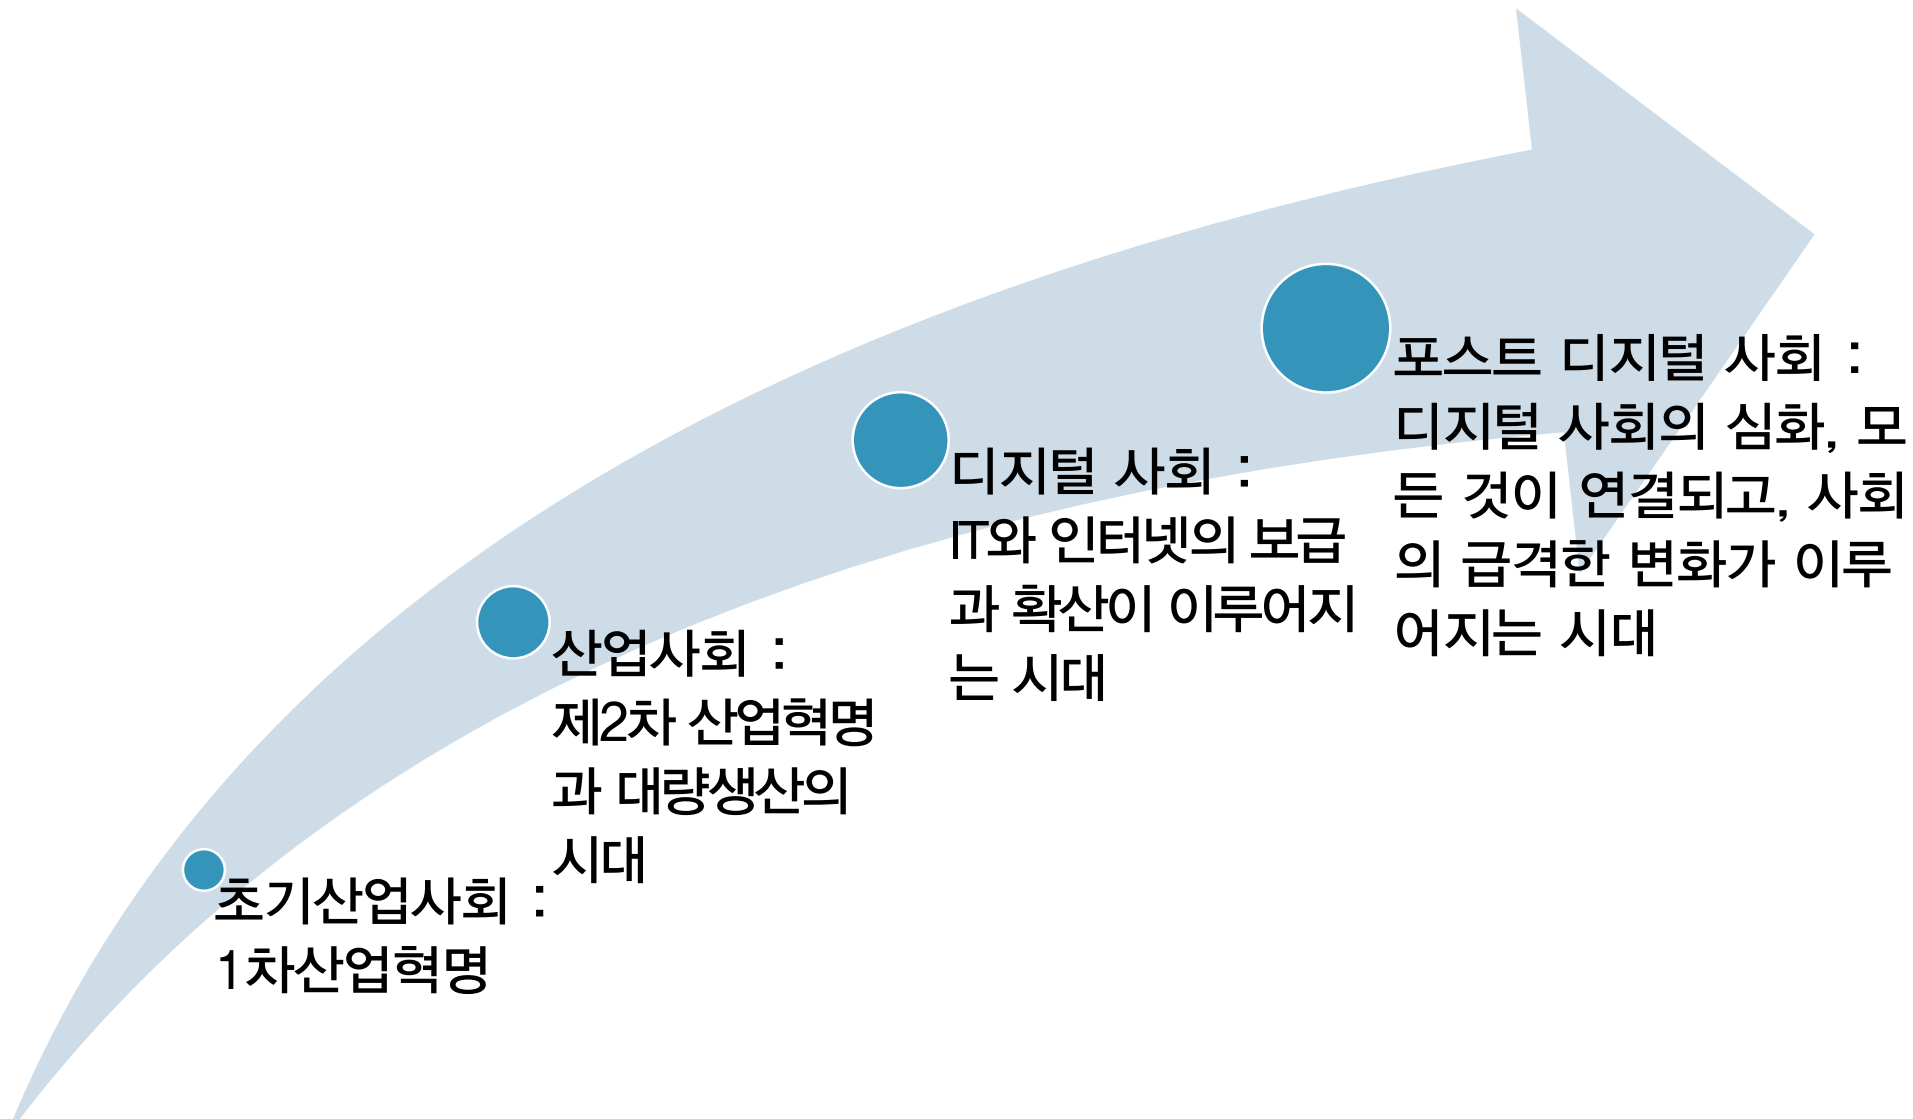 초기산업사회 :
1차산업혁명
산업사회 :
제2차 산업혁명
과 대량생산의
시대
디지털 사회 :
IT와 인터넷의 보급
과 확산이 이루어지
는 시대
포스트 디지털 사회 :
디지털 사회의 심화, 모
든 것이 연결되고, 사회
의 급격한 변화가 이루
어지는 시대